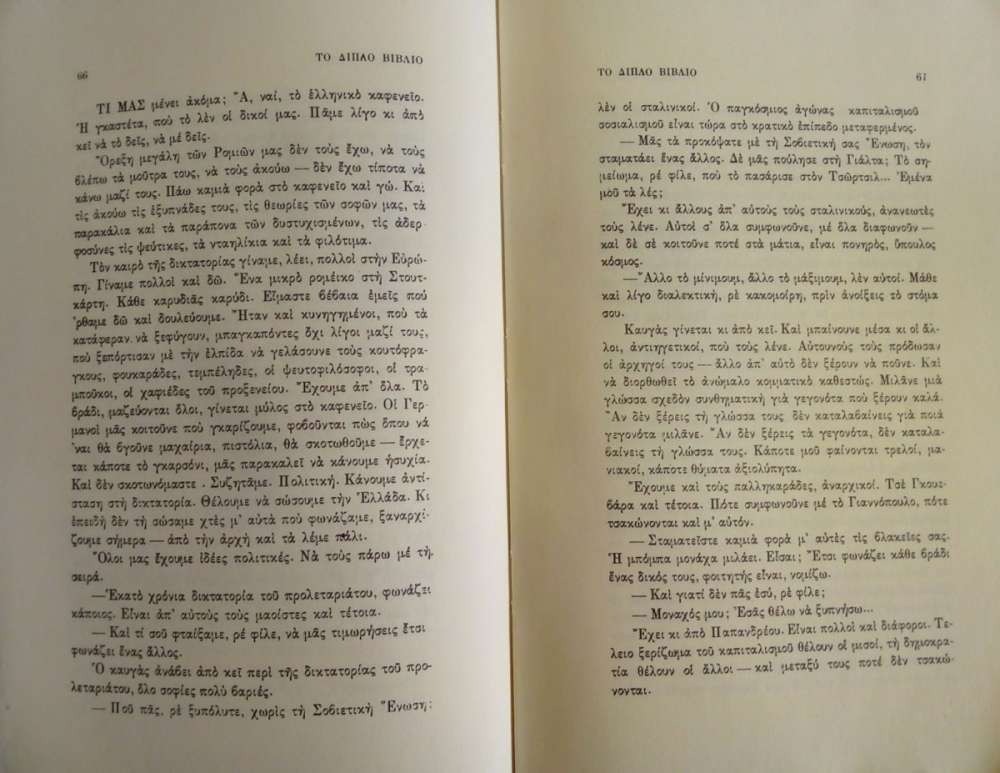 ΤΟ ΔΙΠΛΟ ΒΙΒΛΙΟ
66
ΤΙ ΜΑΣ μένει ἀκόμα; Ἄ, ναί, τὸ ἑλληνικὸ καφενεῖο.
Ἡ γκαστέτα, ποὺ τὸ λὲν οἱ δικοί μας. Πᾶμε λίγο κι ἀπὸ
κεῖ νὰ τὸ δεῖς, νὰ μὲ δεῖς.
Ὄρεξη μεγάλη τῶν Ρωμιῶν μας δὲν τοὺς ἔχω, νὰ τοὺς
βλέπω τὰ μοῦτρα τους, νὰ τοὺς ἀκούω — δὲν ἔχω τίποτα νὰ
κάνω μαζί τους. Πάω καμιὰ φορὰ στὸ καφενεῖο καὶ γώ. Καὶ
τὶς ἀκούω τὶς ἐξυπνάδες τους, τὶς θεωρίες τῶν σοφῶν μας, τὰ
παρακάλια καὶ τὰ παράπονα τῶν δυστυχισμένων, τὶς ἀδερ-
φοσύνες τὶς ψεύτικες, τὰ νταηλίκια καὶ τὰ φιλότιμα.
Τὸν καιρὸ τῆς δικτατορίας γίναμε, λέει, πολλοὶ στὴν Εὐρώ-
πη. Γίναμε πολλοὶ καὶ δῶ. Ἕνα μικρὸ ρομέικο στὴ Στουτ-
κάρτη. Κάθε καρυδιᾶς καρύδι. Εἴμαστε βέβαια ἐμεῖς ποὺ
᾽ρθαμε δῶ καὶ δουλεύουμε. Ἦταν καὶ κυνηγημένοι, ποὺ τὰ
κατάφεραν νὰ ξεφύγουν, μπαγκαπόντες ὄχι λίγοι μαζί τους,
ποὺ ξεπόρτισαν μὲ τὴν ἐλπίδα νὰ γελάσουνε τοὺς κουτόφρα-
γκους, φουκαράδες, τεμπέληδες, οἱ ψευτοφιλόσοφοι, οἱ τρα-
μποῦκοι, οἱ χαφιέδες τοῦ προξενείου. Ἔχουμε ἀπ᾽ ὅλα. Τὸ
βράδι, μαζεύονται ὅλοι, γίνεται μύλος στὸ καφενεῖο. Οἱ Γερ-
μανοὶ μᾶς κοιτοῦνε ποὺ γκαρίζουμε, φοβοῦνται πὼς ὅπου νά
᾽ναι θὰ βγοῦνε μαχαίρια, πιστόλια, θὰ σκοτωθοῦμε — ἔρχε-
ται κάποτε τὸ γκαρσόνι, μᾶς παρακαλεῖ νὰ κάνουμε ἡσυχία.
Καὶ δὲν σκοτωνόμαστε . Συζητᾶμε. Πολιτική. Κάνουμε ἀντί-
σταση στὴ δικτατορία. Θέλουμε νὰ σώσουμε τὴν Ἑλλάδα. Κι
ἐπειδὴ δὲν τὴ σώσαμε χτὲς μ᾽ αὐτὰ ποὺ φωνάζαμε, ξαναρχί-
ζουμε σήμερα — ἀπὸ τὴν ἀρχὴ καὶ τὰ λέμε πάλι.
Ὅλοι μας ἔχουμε ἰδέες πολιτικές. Νὰ τοὺς πάρω μὲ τὴ
σειρά.
—Ἑκατὸ χρόνια δικτατορία τοῦ προλεταριάτου, φωνάζει
κάποιος. Εἶναι ἀπ᾽ αὐτοὺς τοὺς μαοίστες καὶ τέτοια.
— Καὶ τί σοῦ φταίξαμε, ρὲ φίλε, νὰ μᾶς τιμωρήσεις ἔτσι
φωνάζει ἕνας ἄλλος.
Ὁ καυγὰς ἀνάβει ἀπὸ κεῖ περὶ τῆς δικτατορίας τοῦ προ-
λεταριάτου, ὅλο σοφίες πολὺ βαριές.
— Ποῦ πᾶς, ρὲ ξυπόλυτε, χωρὶς τὴ Σοβιετικὴ Ἕνωση;
ΤΟ ΔΙΠΛΟ ΒΙΒΛΙΟ
61
λὲν οἱ σταλινικοί. Ὁ παγκόσμιος ἀγώνας καπιταλισμοῦ
σοσιαλισμοῦ εἶναι τώρα στὸ κρατικὸ ἐπίπεδο μεταφερμένος.
— Μᾶς τὰ προκόψατε μὲ τὴ Σοβιετική σας Ἕνωση, τὸν
σταματάει ἕνας ἄλλος. Δὲ μᾶς πούλησε στὴ Γιάλτα; Τὸ ση-
μείωμα, ρὲ φίλε, ποὺ τὸ πασάρισε στὸν Τσῶρτσιλ... Ἐμένα
μοῦ τὰ λές;
Ἔχει κι ἄλλους ἀπ᾽ αὐτοὺς τοὺς σταλινικούς, ἀνανεωτὲς
τοὺς λένε. Αὐτοὶ σ᾽ ὅλα συμφωνοῦνε, μὲ ὅλα διαφωνοῦν —
καὶ δὲ σὲ κοιτοῦνε ποτὲ στὰ μάτια, εἶναι πονηρός, ὕπουλος
κόσμος.
—Ἄλλο τὸ μίνιμουμ, ἄλλο τὸ μάξιμουμ, λὲν αὐτοί. Μάθε
καὶ λίγο διαλεκτική, ρὲ κακομοίρη, πρὶν ἀνοίξεις τὸ στόμα
σου.
Καυγὰς γίνεται κι ἀπὸ κεῖ. Καὶ μπαίνουνε μέσα κι οἱ ἄλ-
λοι, ἀντιηγετικοί, ποὺ τοὺς λένε. Αὐτουνοὺς τοὺς πρόδωσαν
οἱ ἀρχηγοί τους — ἄλλο ἀπ᾽ αὐτὸ δὲν ξέρουν νὰ ποῦνε. Καὶ
νὰ διορθωθεῖ τὸ ἀνώμαλο κομματικὸ καθεστώς. Μιλᾶνε μιὰ
γλώσσα σχεδὸν συνθηματικὴ γιὰ γεγονότα ποὺ ξέρουν καλά.
Ἂν δὲν ξέρεις τὴ γλώσσα τους δὲν καταλαβαίνεις γιὰ ποιὰ
γεγονότα μιλᾶνε. Ἂν δὲν ξέρεις τὰ γεγονότα, δὲν καταλα-
βαίνεις τὴ γλώσσα τους. Κάποτε μοῦ φαίνονται τρελοί, μα-
νιακοί, κάποτε θύματα ἀξιολύπητα.
Ἔχουμε καὶ τοὺς παλληκαράδες, ἀναρχικοί. Τσὲ Γκουε-
βάρα καὶ τέτοια. Πότε συμφωνοῦνε μὲ τὸ Γιαννόπουλο, πότε
τσακώνονται καὶ μ᾽ αὐτόν.
— Σταματεῖστε καμιὰ φορὰ μ᾽ αὐτὲς τὶς βλακεῖες σας.
Ἡ μπόμπα μονάχα μιλάει. Εἶσαι; Ἔτσι φωνάζει κάθε βράδι
ἕνας δικός τους, φοιτητὴς εἶναι, νομίζω.
— Καὶ γιατί δὲν πᾶς ἐσύ, ρὲ φίλε;
— Μοναχός μου; Ἐσᾶς θέλω νὰ ξυπνήσω...
Ἔχει κι ἀπὸ Παπανδρέου. Εἶναι πολλοὶ καὶ διάφοροι. Τέ-
λειο ξερίζωμα τοῦ καπιταλισμοῦ θέλουν οἱ μισοί, τὴ δημοκρα-
τία θέλουν οἱ ἄλλοι — καὶ μεταξύ τους ποτὲ δὲν τσακώ-
νονται.